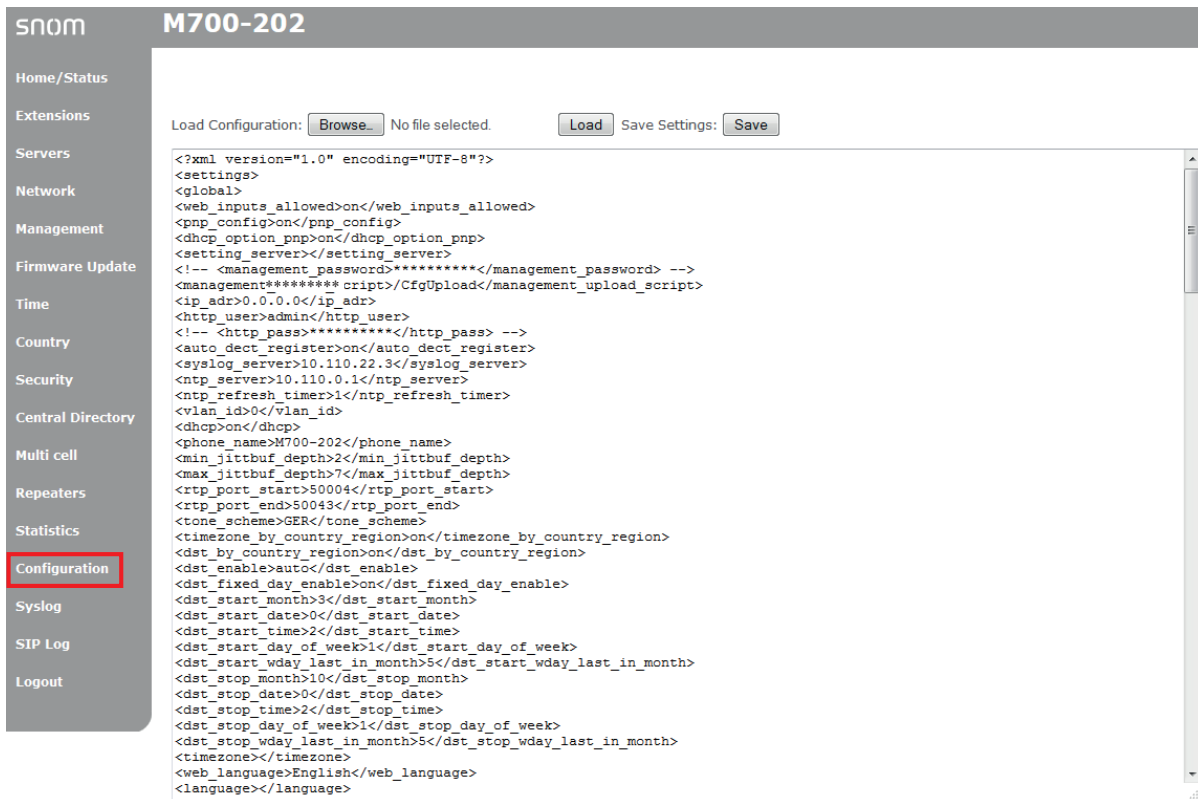 snom
M700-202
Home/Status
Extensions
Servers
Network
Management
Firmware Update
Time
Country
Security
Central Directory
Multi cell
Repeaters
Statistics
Configuration
Syslog
SIP Log
Logout
Load Configuration: Browse... No file selected. Load Save Settings: Save
<?xml version="1.0" encoding="UTF-8"?>
<settings>
<global>
<web_inputs_allowed>on</web_inputs_allowed>
<pnp_config>on</pnp_config>
<dhcp_option_pnp>on</dhcp_option_pnp>
<setting_server></setting_server>
<!-- <management_password>**********</management_password> -->
<management*********cript>/CfgUpload</management_upload_script>
<ip_adr>0.0.0.0</ip_adr>
<http_user>admin</http_user>
<!-- <http_pass>**********</http_pass> -->
<auto_dect_register>on</auto_dect_register>
<syslog_server>10.110.22.3</syslog_server>
<ntp_server>10.110.0.1</ntp_server>
<ntp_refresh_timer>1</ntp_refresh_timer>
<vlan_id>0</vlan_id>
<dhcp>on</dhcp>
<phone_name>M700-202</phone_name>
<min_jittbuf_depth>2</min_jittbuf_depth>
<max_jittbuf_depth>7</max_jittbuf_depth>
<rtp_port_start>50004</rtp_port_start>
<rtp_port_end>50043</rtp_port_end>
<tone_scheme>GER</tone_scheme>
<timezone_by_country_region>on</timezone_by_country_region>
<dst_by_country_region>on</dst_by_country_region>
<dst_enable>auto</dst_enable>
<dst_fixed_day_enable>on</dst_fixed_day_enable>
<dst_start_month>3</dst_start_month>
<dst_start_date>0</dst_start_date>
<dst_start_time>2</dst_start_time>
<dst_start_day_of_week>1</dst_start_day_of_week>
<dst_start_wday_last_in_month>5</dst_start_wday_last_in_month>
<dst_stop_month>10</dst_stop_month>
<dst_stop_date>0</dst_stop_date>
<dst_stop_time>2</dst_stop_time>
<dst_stop_day_of_week>1</dst_stop_day_of_week>
<dst_stop_wday_last_in_month>5</dst_stop_wday_last_in_month>
<timezone></timezone>
<web_language>English</web_language>
<language></language>